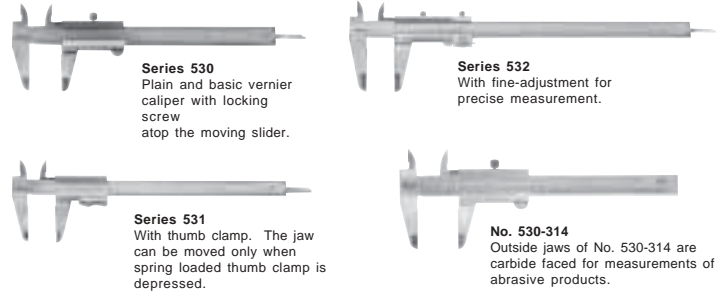 Series 530
Plain and basic vernier
caliper with locking
screw
atop the moving slider.
Series 532
With fine-adjustment for
precise measurement.
Series 531
With thumb clamp. The jaw
can be moved only when
spring loaded thumb clamp is
depressed.
No. 530-314
Outside jaws of No. 530-314 are
carbide faced for measurements of
abrasive products.